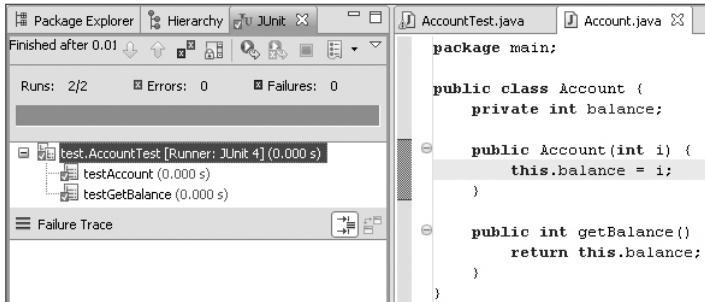 Package Explorer Hierarchy JUnit
Finished after 0.01
Runs: 2/2 Errors: 0 Failures: 0
test.AccountTest [Runner: JUnit 4] (0.000 s)
testAccount (0.000 s)
testGetBalance (0.000 s)
Failure Trace
AccountTest.java Account.java
package main;
public class Account {
private int balance;
public Account(int i) {
this.balance = i;
}
public int getBalance()
return this.balance;
}
}